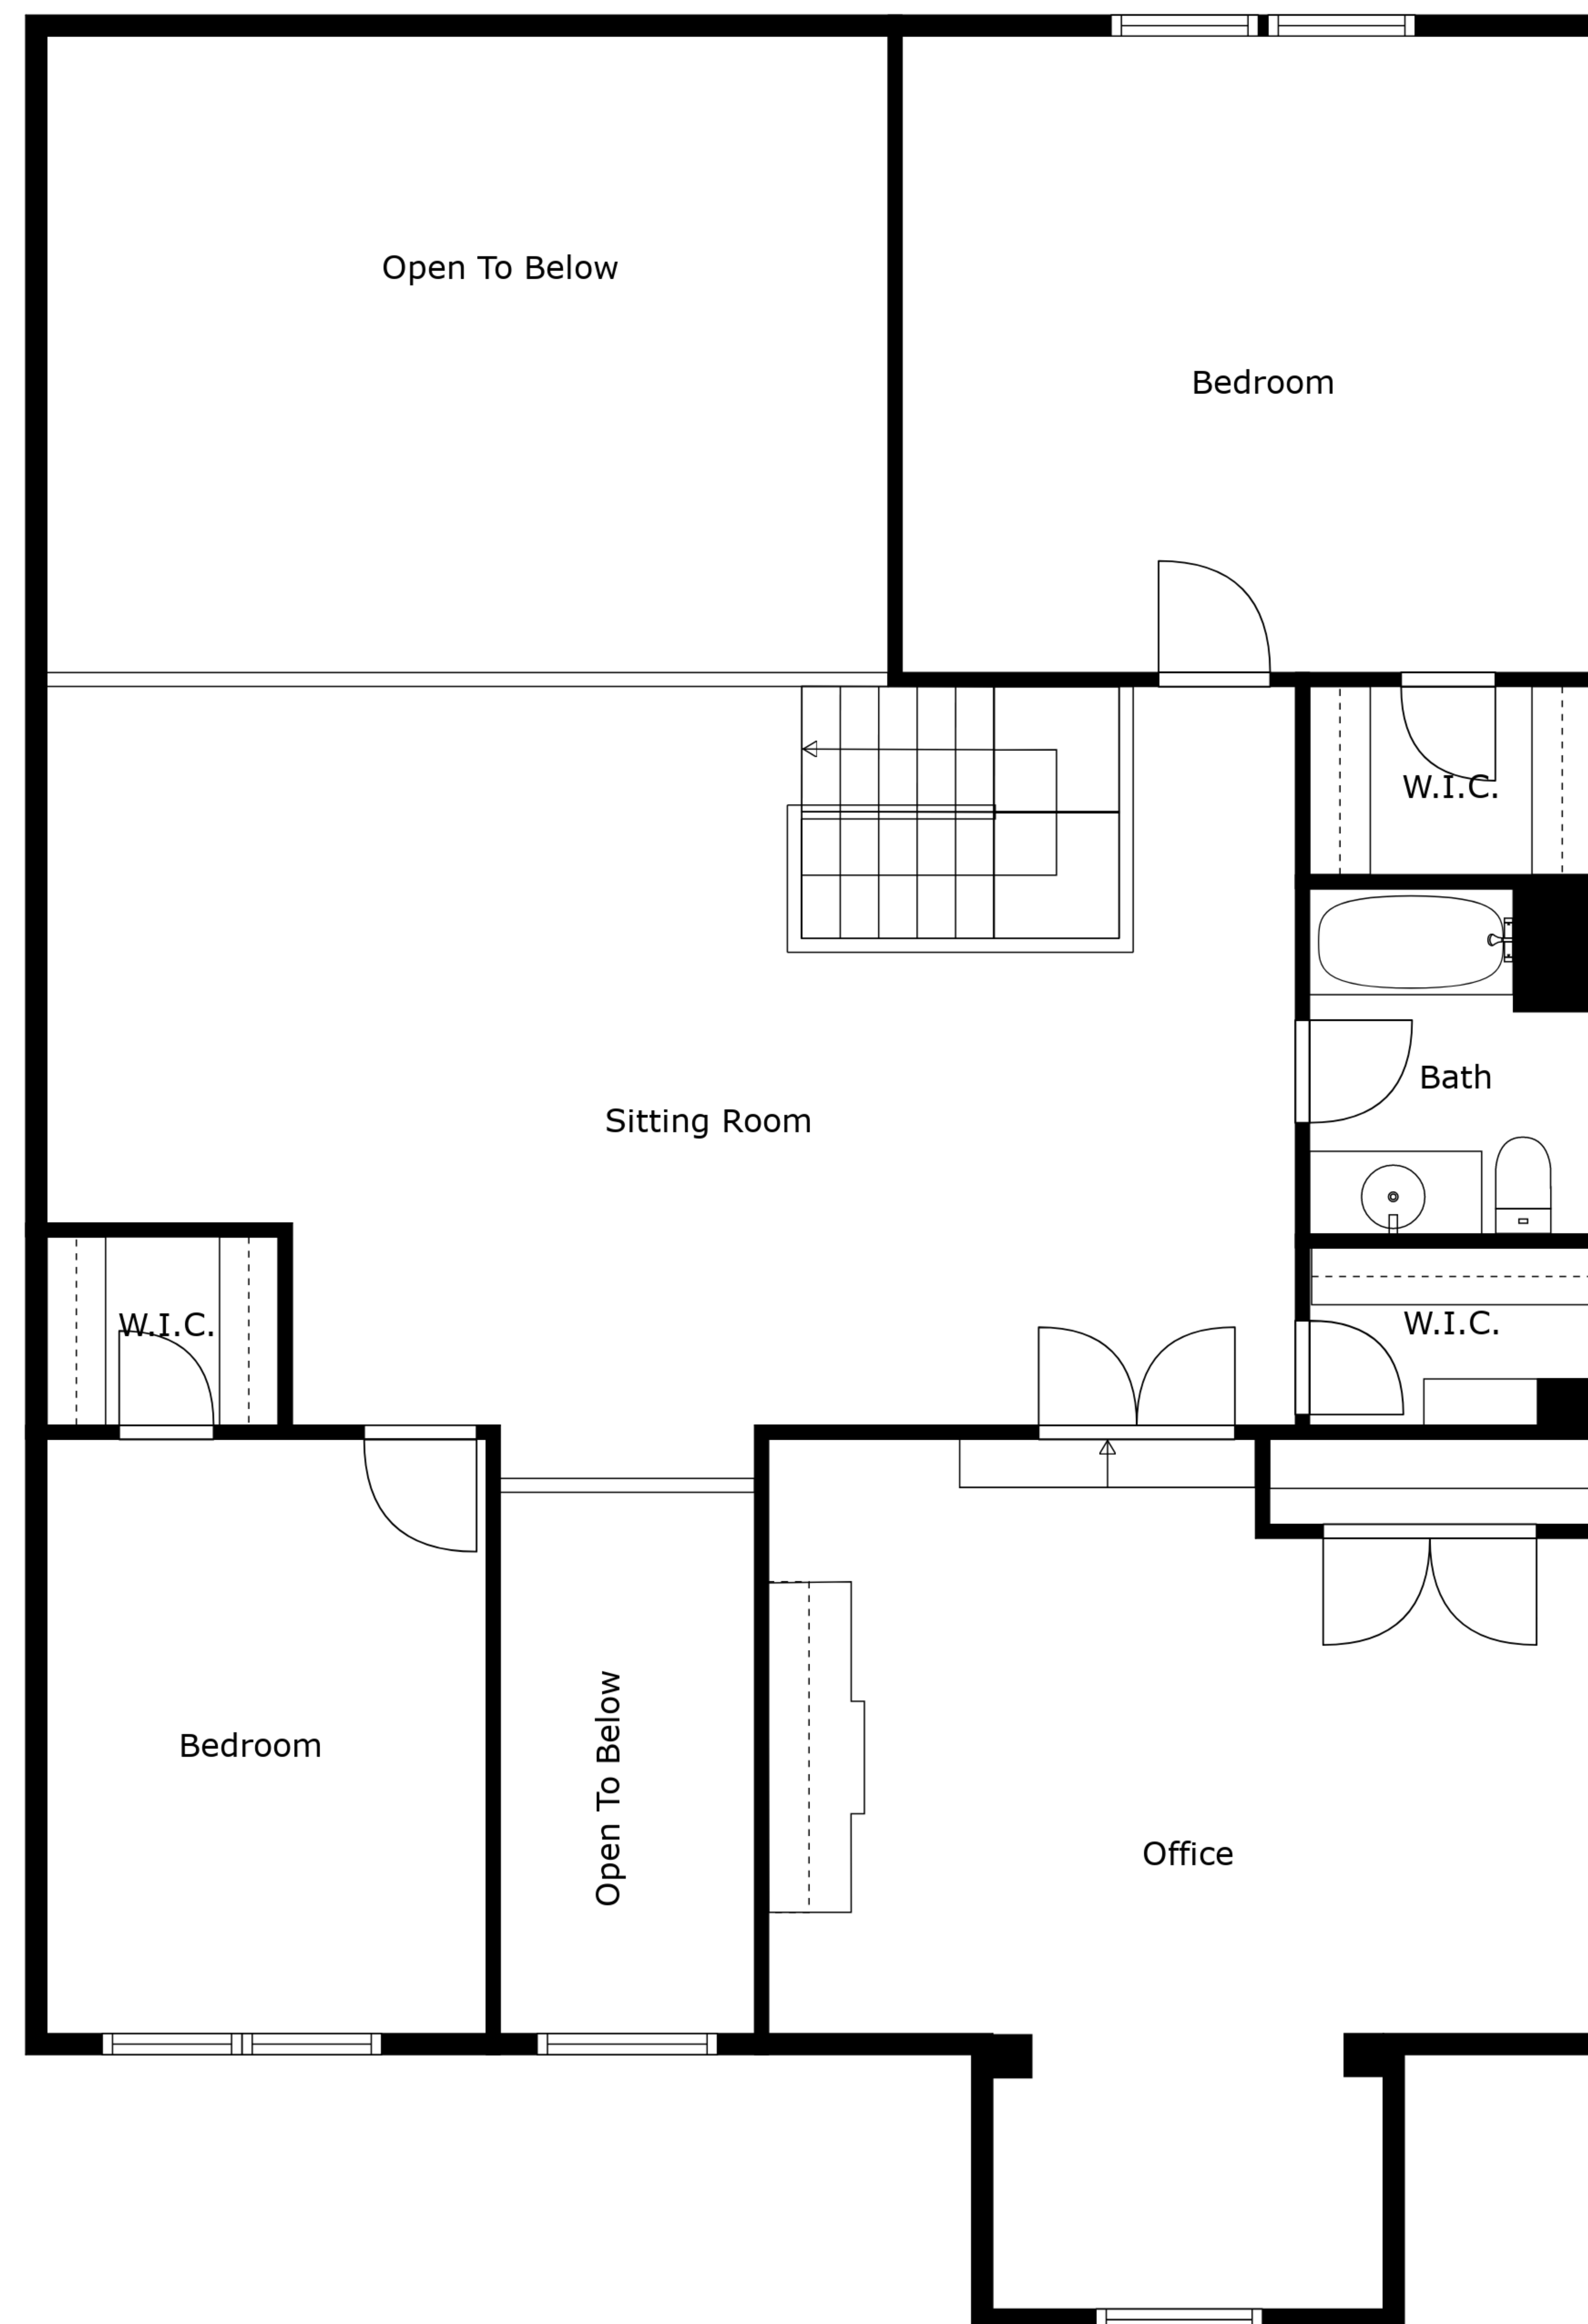 Open To Below
Bedroom
W.I.C.
Bath
Sitting Room
W.I.C.
W.I.C.
Bedroom
Open To Below
Office